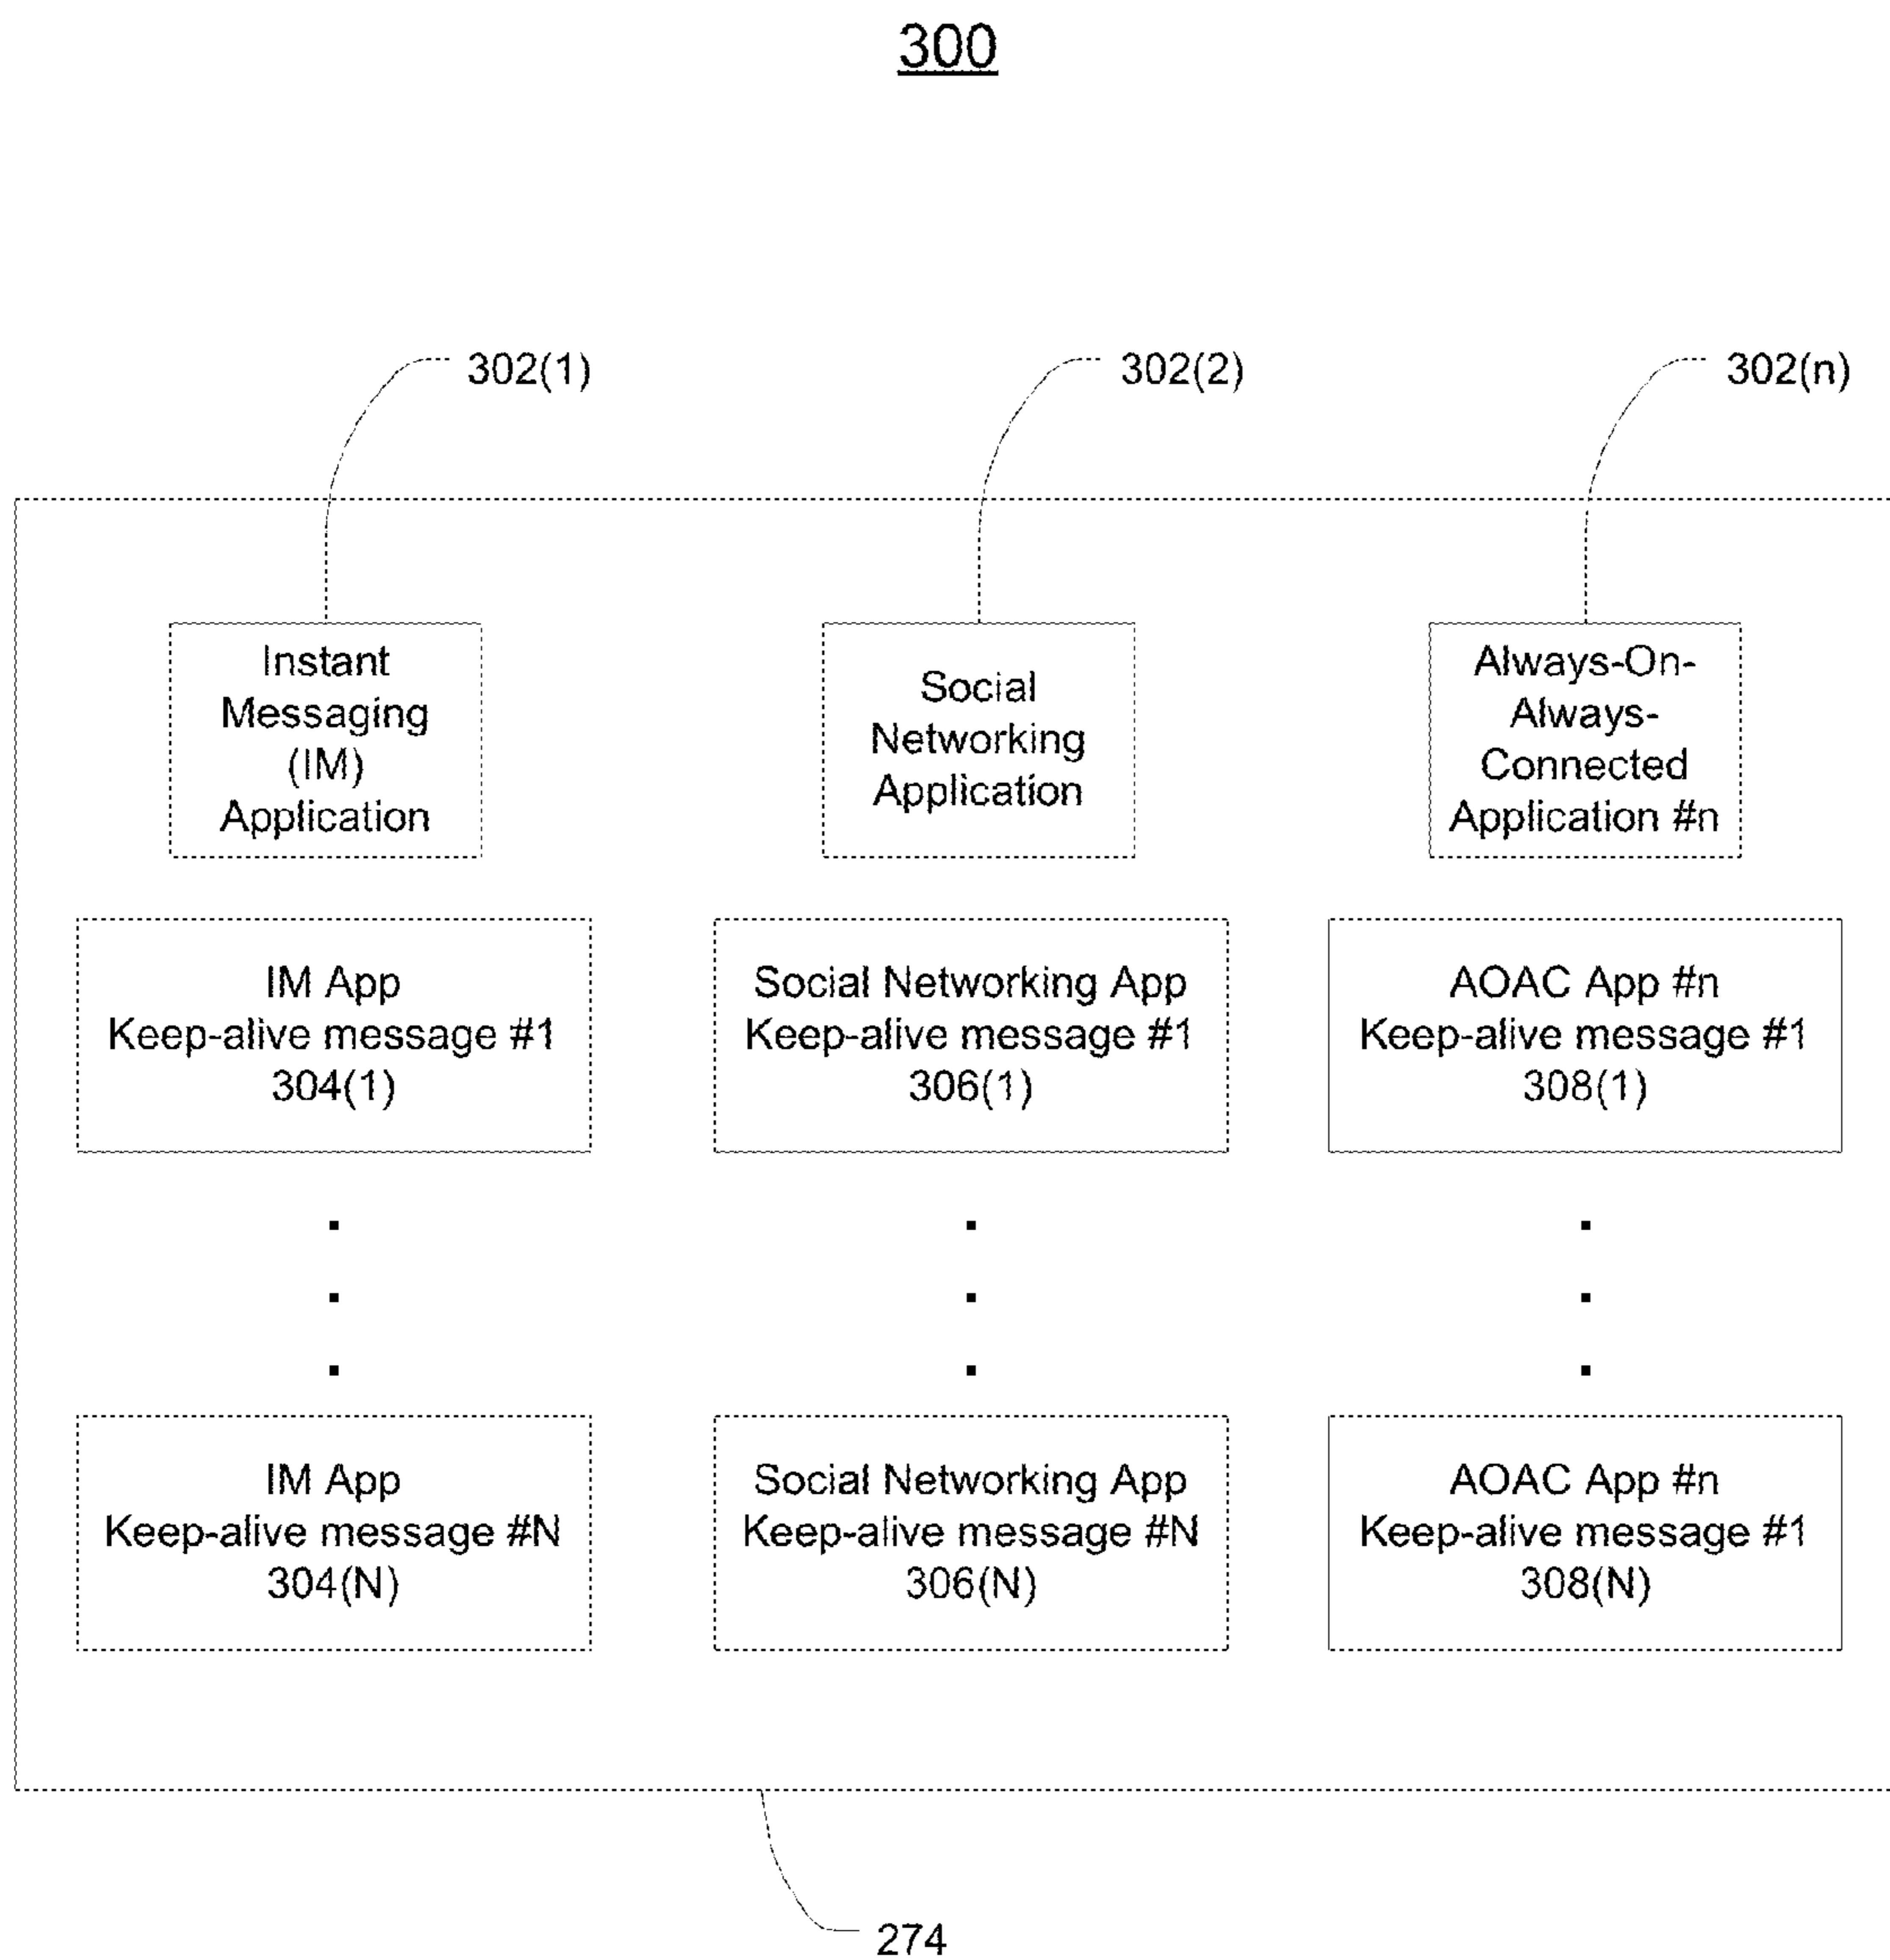 300
302(1)
302(2)
302(n)
Instant
Messaging
(IM)
Application
Social
Networking
Application
Always-On-
Always-
Connected
Application #n
IM App
Keep-alive message #1
304(1)
Social Networking App
Keep-alive message #1
306(1)
AOAC App #n
Keep-alive message #1
308(1)
IM App
Keep-alive message #N
304(N)
Social Networking App
Keep-alive message #N
306(N)
AOAC App #n
Keep-alive message #1
308(N)
274